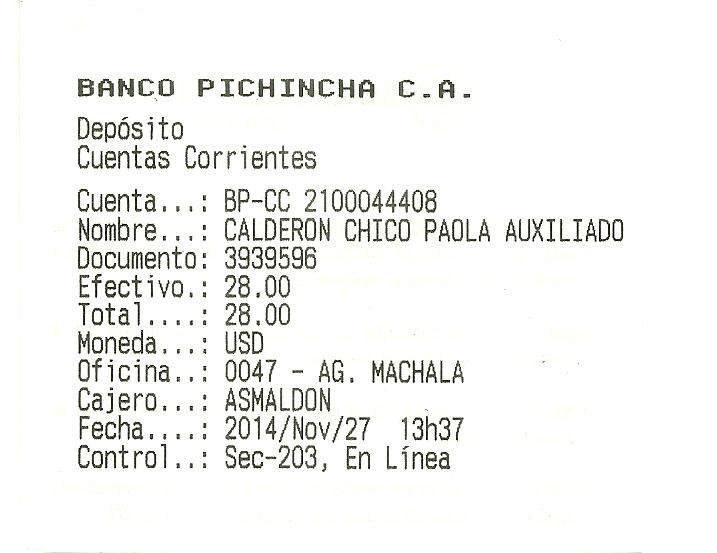 BANCO PICHINCHA C.A.
Depósito
Cuentas Corrientes
Cuenta...: BP-CC 2100044408
Nombre...: CALDERON CHICO PAOLA AUXILIADO
Documento: 3939596
Efectivo.: 28.00
Total....: 28.00
Moneda...: USD
Oficina..: 0047 - AG. MACHALA
Cajero...: ASMALDON
Fecha....: 2014/Nov/27 13h37
Control..: Sec-203, En Línea